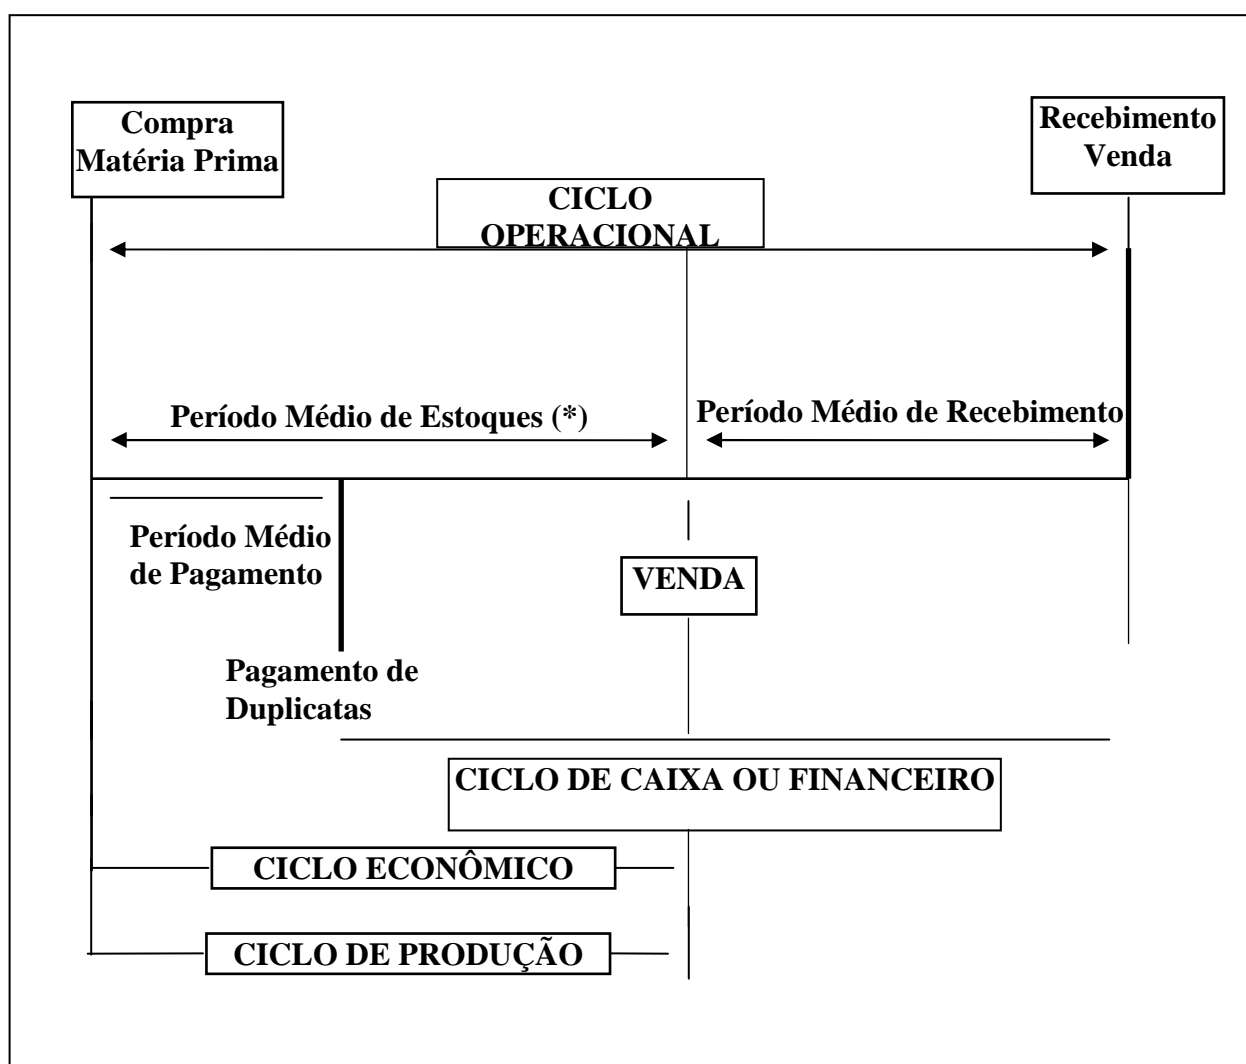 Compra
Matéria Prima
Recebimento
Venda
CICLO
OPERACIONAL
Período Médio de Estoques (*)
Período Médio de Recebimento
Período Médio
de Pagamento
VENDA
Pagamento de
Duplicatas
CICLO DE CAIXA OU FINANCEIRO
CICLO ECONÔMICO
CICLO DE PRODUÇÃO